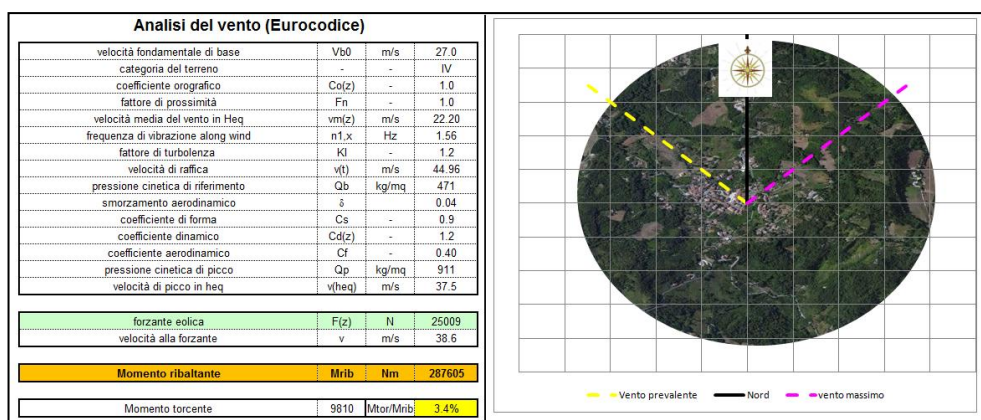 Analisi del vento (Eurocodice)
velocità fondamentale di base Vb0 m/s 27.0
categoria del terreno - - IV
coefficiente orografico Co(z) - 1.0
fattore di prossimità Fn - 1.0
velocità media del vento in Heq vm(z) m/s 22.20
frequenza di vibrazione along wind n1,x Hz 1.56
fattore di turbolenza KI - 1.2
velocità di raffica v(t) m/s 44.96
pressione cinetica di riferimento Qb kg/mq 471
smorzamento aerodinamico δ 0.04
coefficiente di forma Cs - 0.9
coefficiente dinamico Cd(z) - 1.2
coefficiente aerodinamico Cf - 0.40
pressione cinetica di picco Qp kg/mq 911
velocità di picco in heq v(heq) m/s 37.5
forzante eolica F(z) N 25009
velocità alla forzante v m/s 38.6
Momento ribaltante Mrib Nm 287605
Momento torcente 9810 Mtor/Mrib 3.4%
Vento prevalente Nord vento massimo